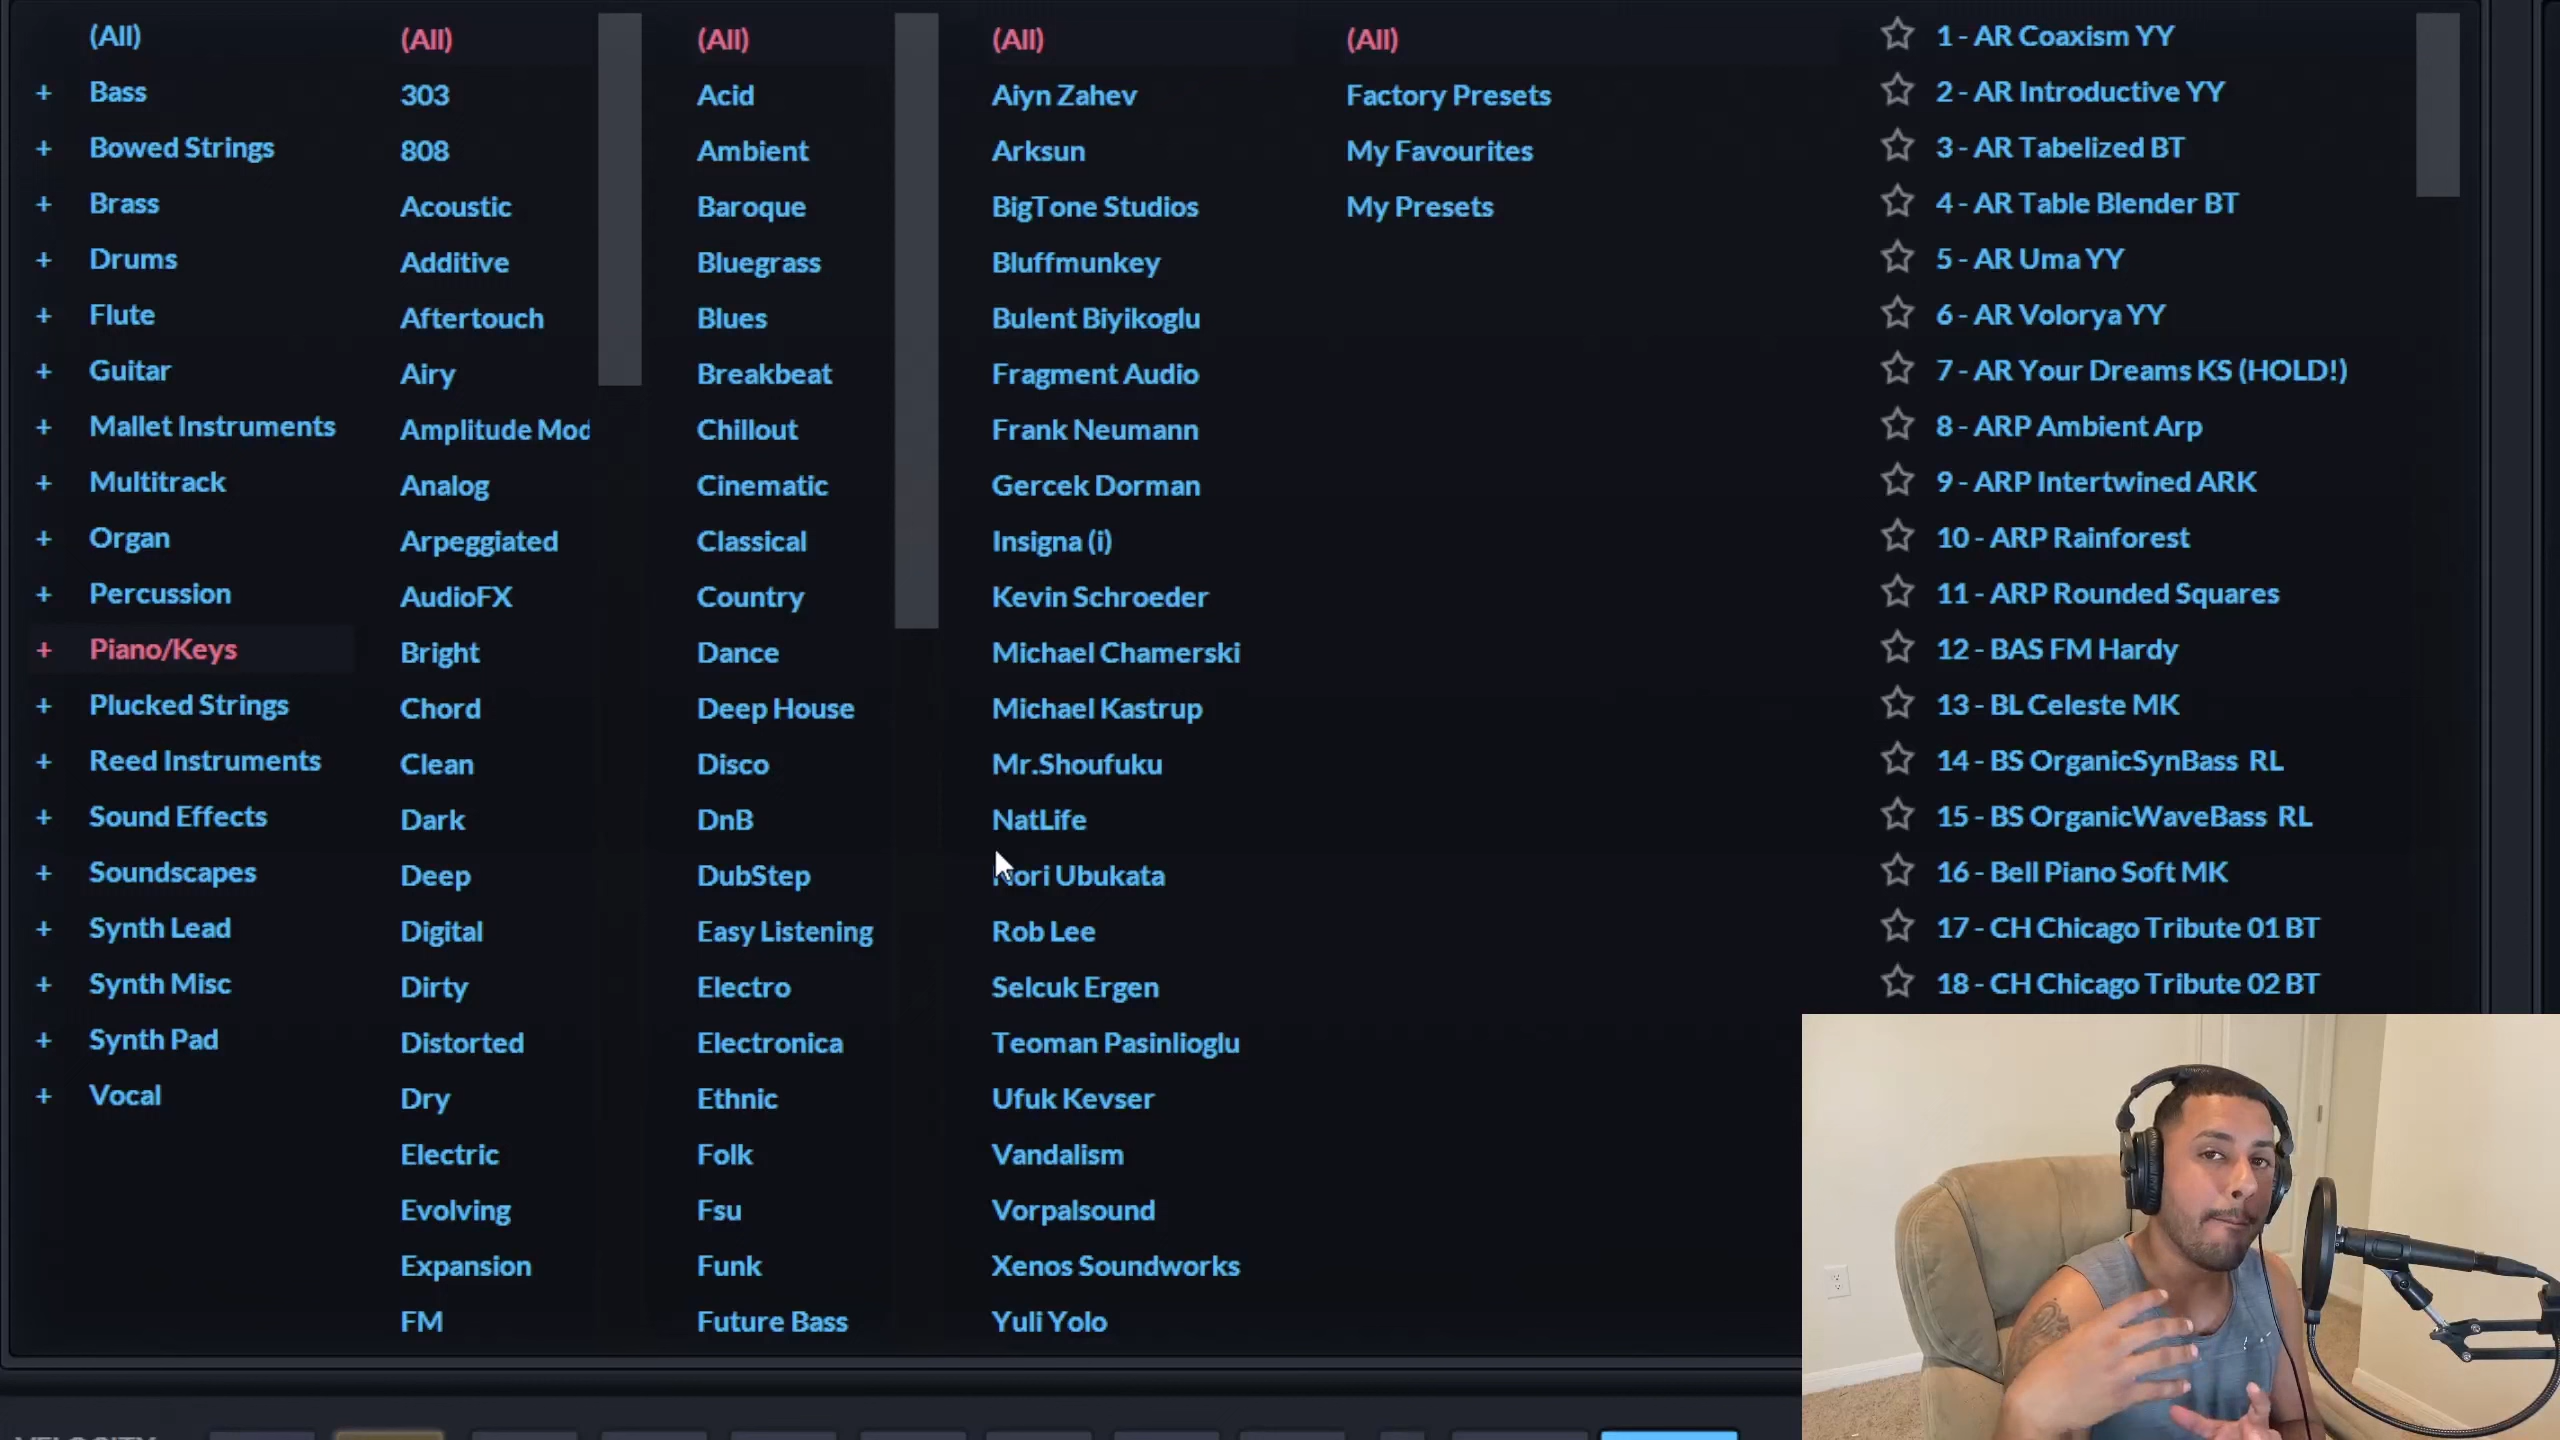 (All)
+ Bass
+ Bowed Strings
+ Brass
+ Drums
+ Flute
+ Guitar
+ Mallet Instruments
+ Multitrack
+ Organ
+ Percussion
+ Piano/Keys
+ Plucked Strings
+ Reed Instruments
+ Sound Effects
+ Soundscapes
+ Synth Lead
+ Synth Misc
+ Synth Pad
+ Vocal
(All)
303
808
Acoustic
Additive
Aftertouch
Airy
Amplitude Mod
Analog
Arpeggiated
AudioFX
Bright
Chord
Clean
Dark
Deep
Digital
Dirty
Distorted
Dry
Electric
Evolving
Expansion
FM
(All)
Acid
Ambient
Baroque
Bluegrass
Blues
Breakbeat
Chillout
Cinematic
Classical
Country
Dance
Deep House
Disco
DnB
DubStep
Easy Listening
Electro
Electronica
Ethnic
Folk
Fsu
Funk
Future Bass
(All)
Aiyn Zahev
Arksun
BigTone Studios
Bluffmunkey
Bulent Biyikoglu
Fragment Audio
Frank Neumann
Gercek Dorman
Insigna (i)
Kevin Schroeder
Michael Chamerski
Michael Kastrup
Mr.Shoufuku
NatLife
Nori Ubukata
Rob Lee
Selcuk Ergen
Teoman Pasinlioglu
Ufuk Kevser
Vandalism
Vorpalsound
Xenos Soundworks
Yuli Yolo
(All)
Factory Presets
My Favourites
My Presets
1 - AR Coaxism YY
2 - AR Introductive YY
3 - AR Tabelized BT
4 - AR Table Blender BT
5 - AR Uma YY
6 - AR Volorya YY
7 - AR Your Dreams KS (HOLD!)
8 - ARP Ambient Arp
9 - ARP Intertwined ARK
10 - ARP Rainforest
11 - ARP Rounded Squares
12 - BAS FM Hardy
13 - BL Celeste MK
14 - BS OrganicSynBass RL
15 - BS OrganicWaveBass RL
16 - Bell Piano Soft MK
17 - CH Chicago Tribute 01 BT
18 - CH Chicago Tribute 02 BT
VELOCITY